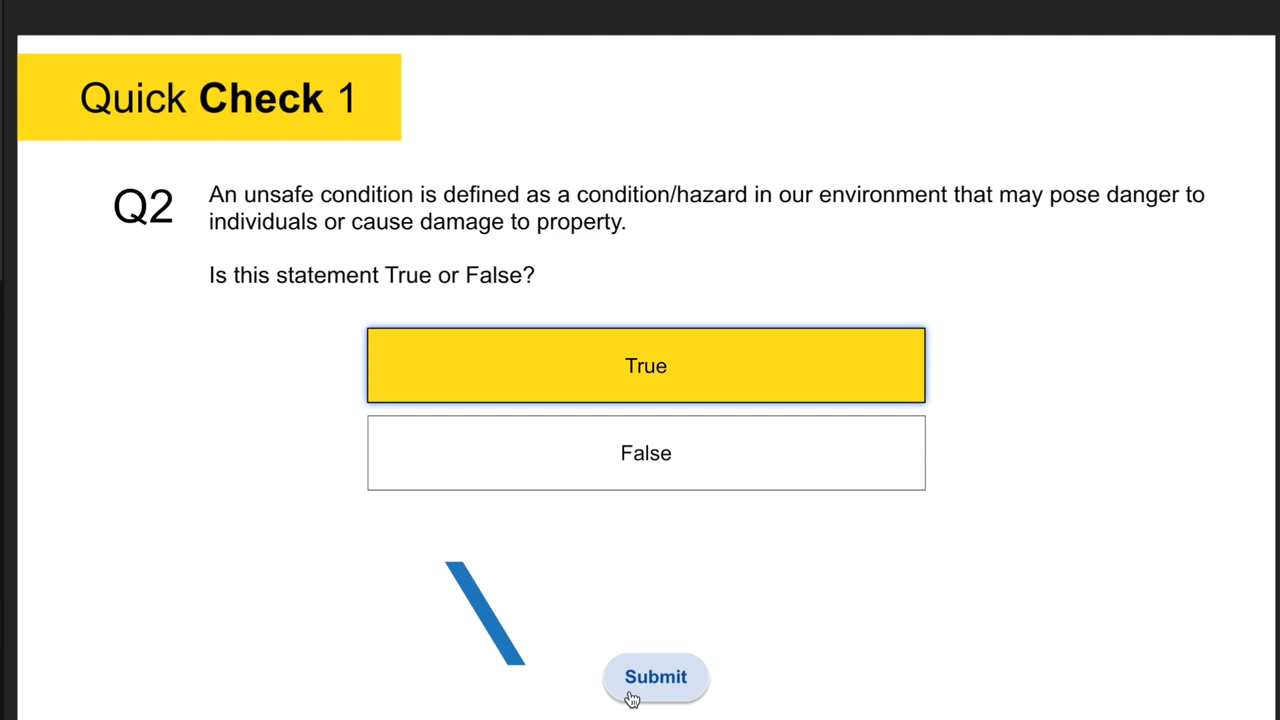 Quick Check 1
Q2
An unsafe condition is defined as a condition/hazard in our environment that may pose danger to
individuals or cause damage to property.
Is this statement True or False?
True
False
Submit